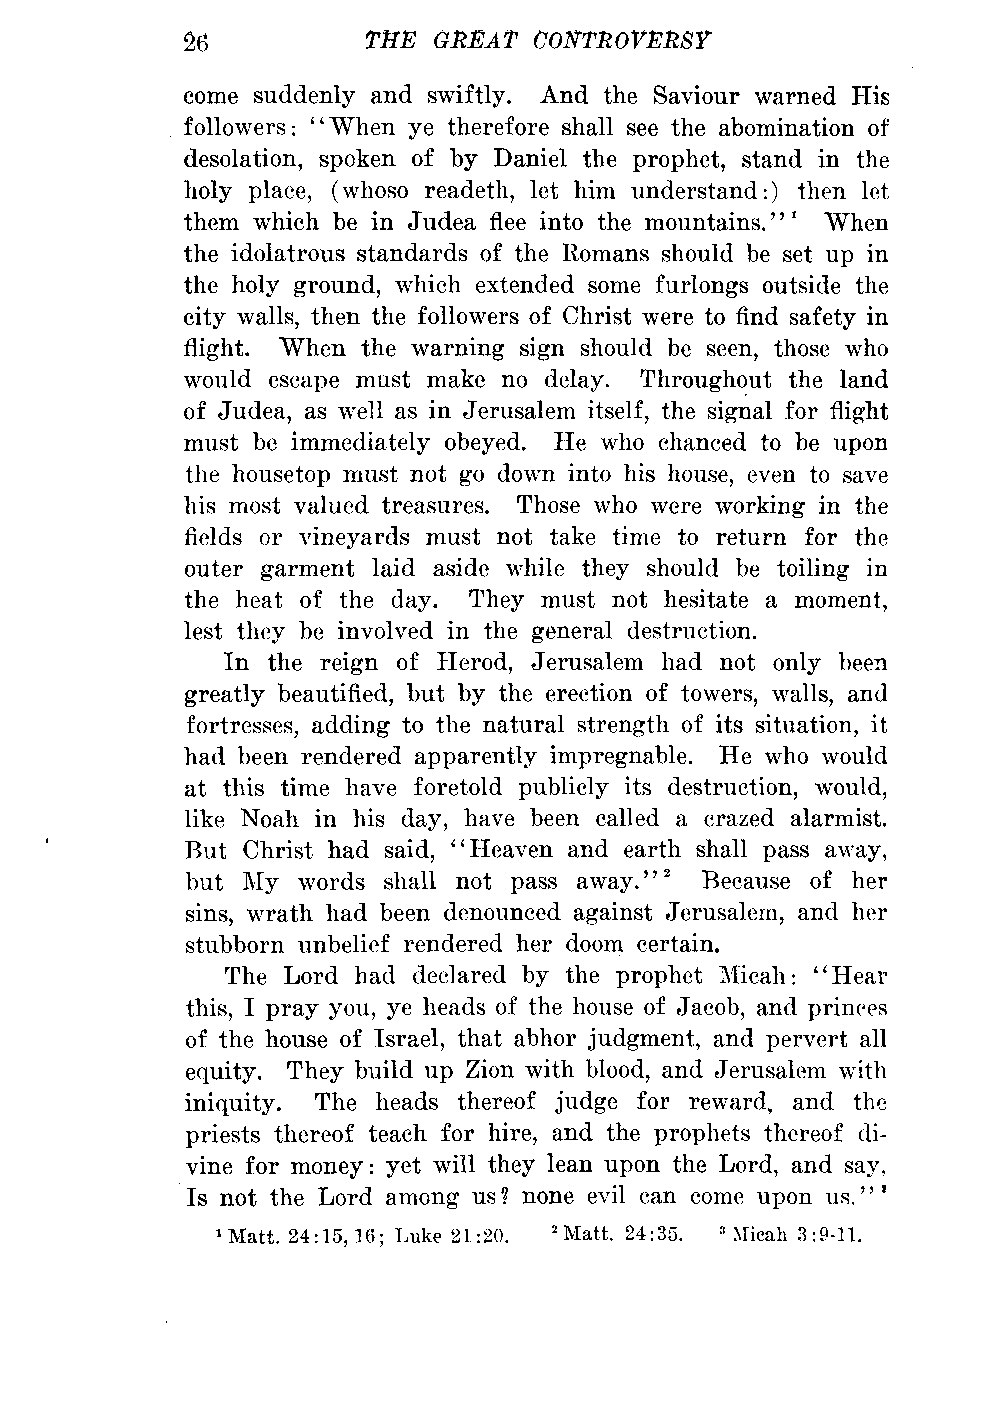 26 THE GREAT CONTROVERSY
come suddenly and swiftly. And the Saviour warned His
followers: "When ye therefore shall see the abomination of
desolation, spoken of by Daniel the prophet, stand in the
holy place, (whoso readeth, let him understand:) then let
them which be in Judea flee into the mountains."¹ When
the idolatrous standards of the Romans should be set up in
the holy ground, which extended some furlongs outside the
city walls, then the followers of Christ were to find safety in
flight. When the warning sign should be seen, those who
would escape must make no delay. Throughout the land
of Judea, as well as in Jerusalem itself, the signal for flight
must be immediately obeyed. He who chanced to be upon
the housetop must not go down into his house, even to save
his most valued treasures. Those who were working in the
fields or vineyards must not take time to return for the
outer garment laid aside while they should be toiling in
the heat of the day. They must not hesitate a moment,
lest they be involved in the general destruction.
In the reign of Herod, Jerusalem had not only been
greatly beautified, but by the erection of towers, walls, and
fortresses, adding to the natural strength of its situation, it
had been rendered apparently impregnable. He who would
at this time have foretold publicly its destruction, would,
like Noah in his day, have been called a crazed alarmist.
But Christ had said, "Heaven and earth shall pass away,
but My words shall not pass away."² Because of her
sins, wrath had been denounced against Jerusalem, and her
stubborn unbelief rendered her doom certain.
The Lord had declared by the prophet Micah: "Hear
this, I pray you, ye heads of the house of Jacob, and princes
of the house of Israel, that abhor judgment, and pervert all
equity. They build up Zion with blood, and Jerusalem with
iniquity. The heads thereof judge for reward, and the
priests thereof teach for hire, and the prophets thereof di-
vine for money: yet will they lean upon the Lord, and say,
Is not the Lord among us? none evil can come upon us."³
¹ Matt. 24:15, 16; Luke 21:20. ² Matt. 24:35. ³ Micah 3:9-11.